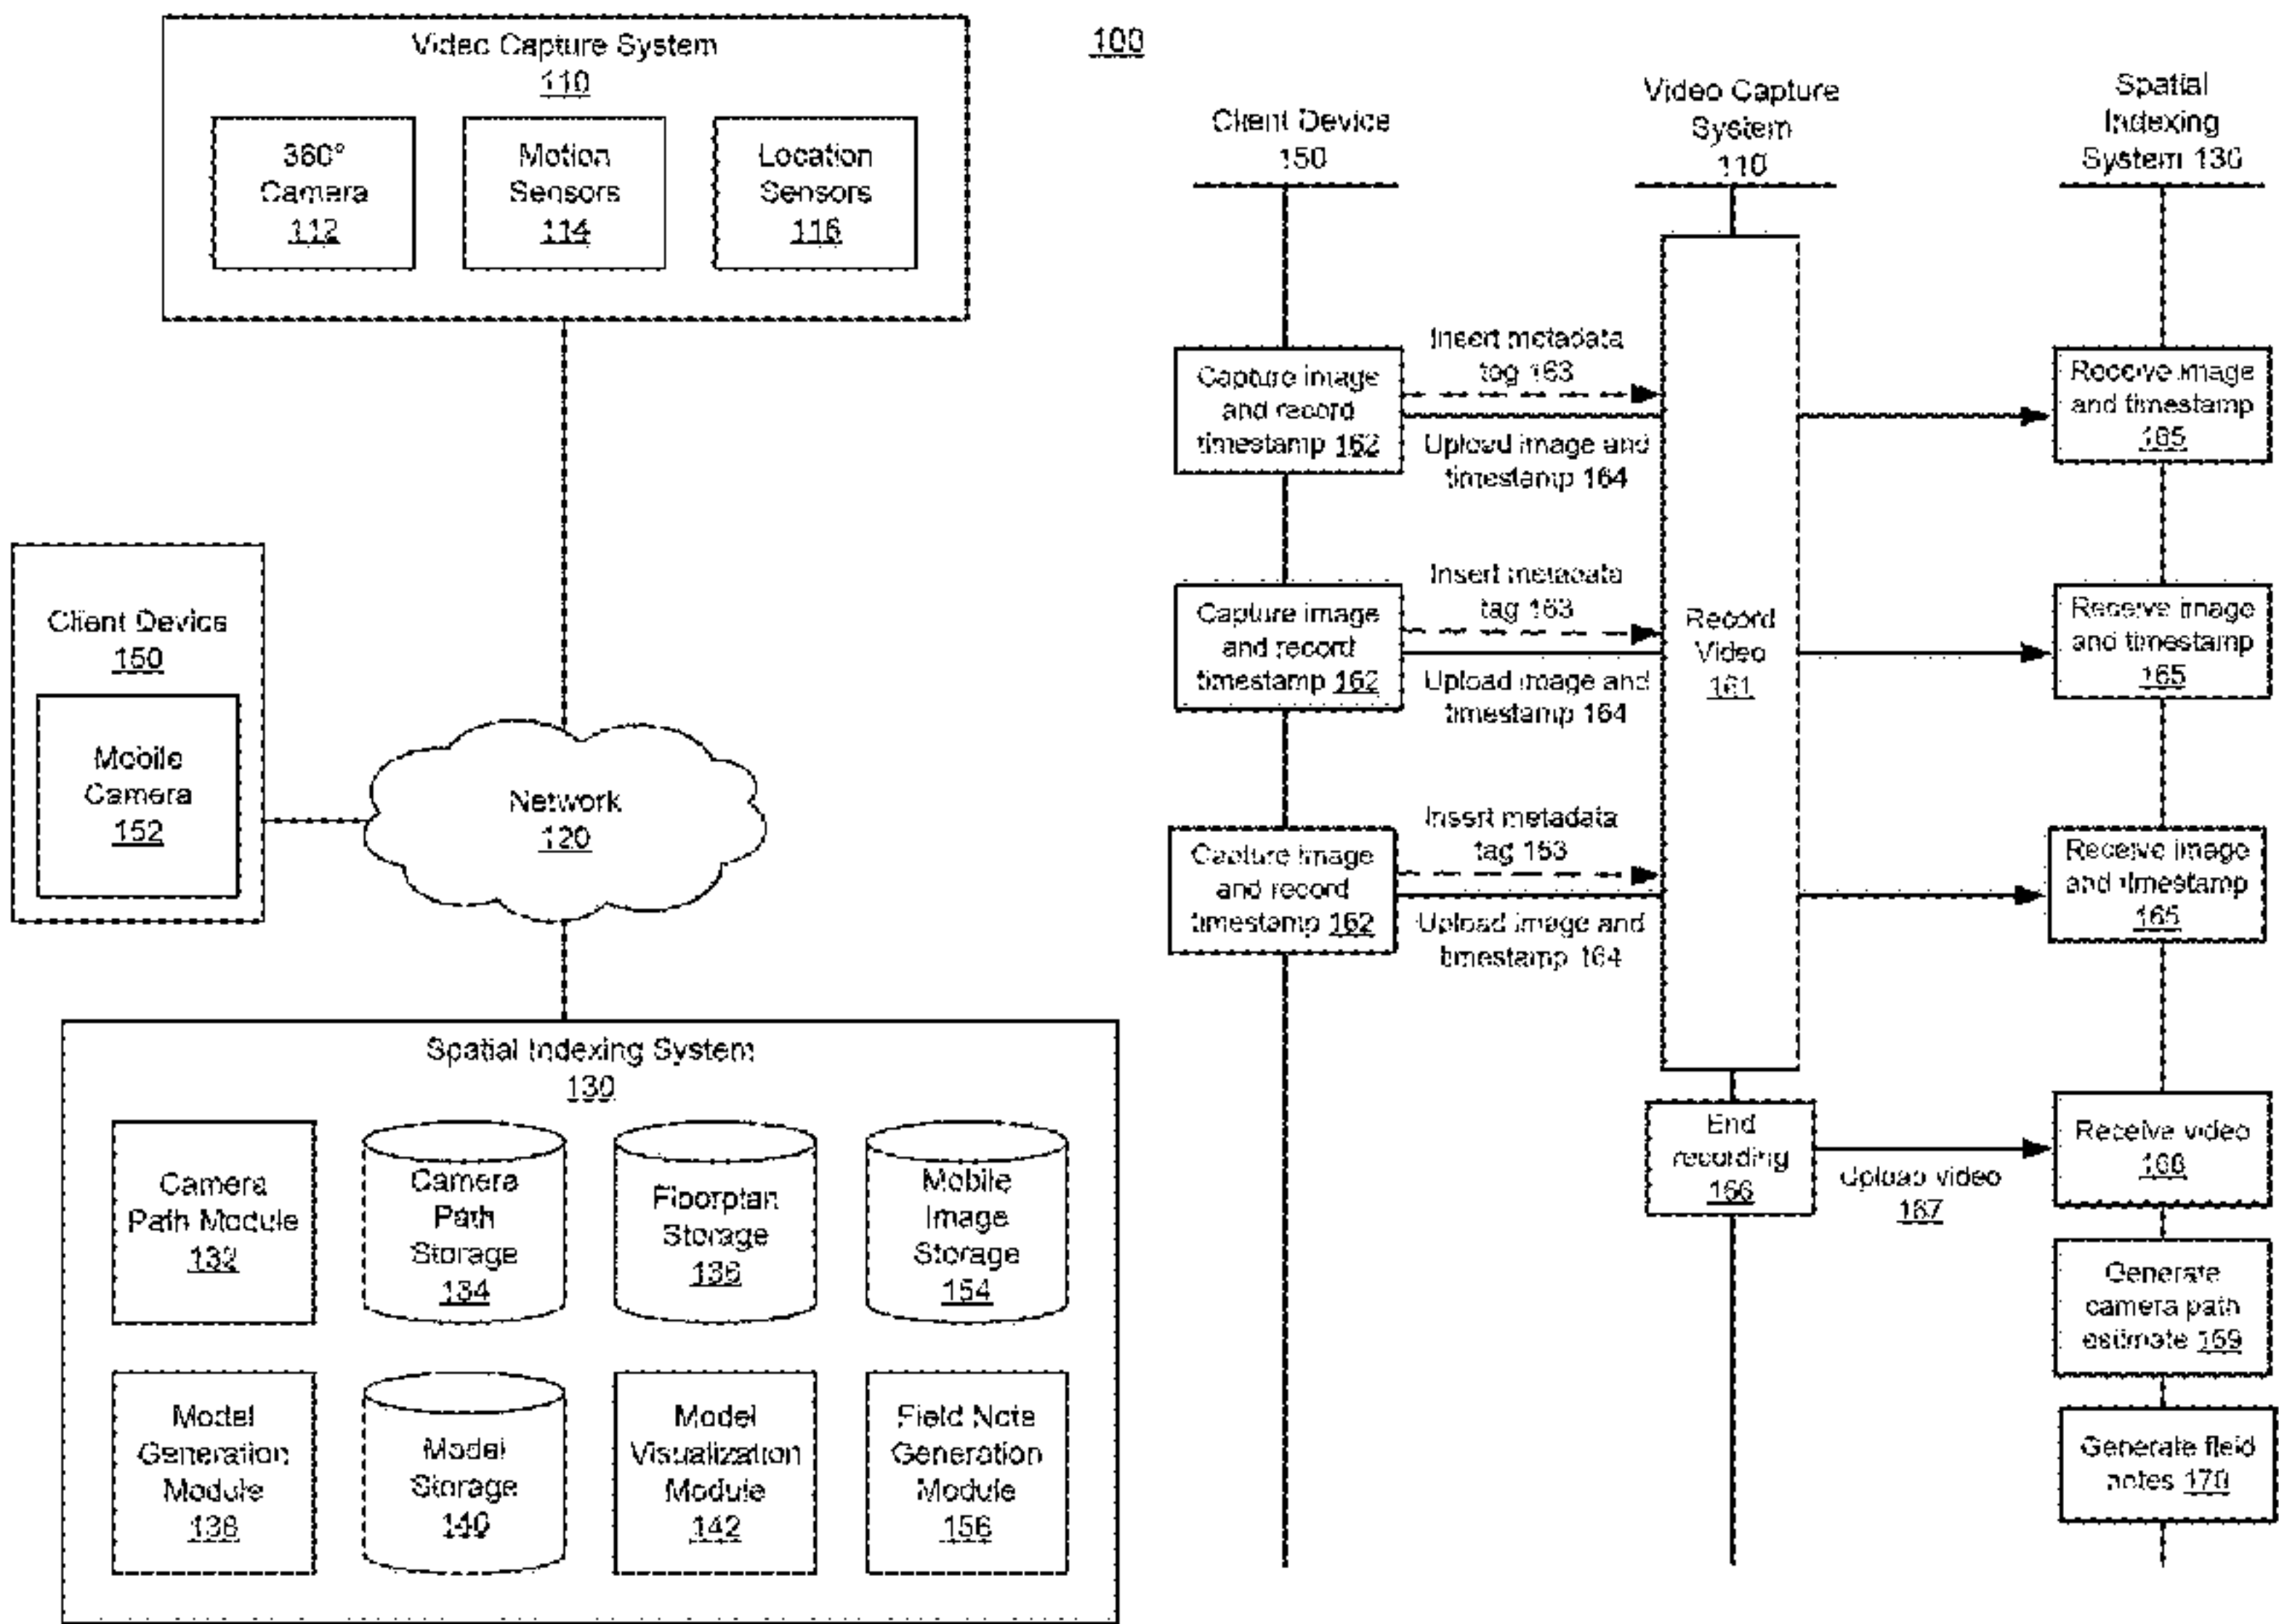 Video Capture System
110
360°
Camera
112
Motion
Sensors
114
Location
Sensors
116
100
Client Device
150
Mobile
Camera
152
Network
120
Spatial Indexing System
130
Camera
Path Module
132
Camera
Path
Storage
134
Floorplan
Storage
136
Mobile
Image
Storage
154
Model
Generation
Module
138
Model
Storage
140
Model
Visualization
Module
142
Field Note
Generation
Module
156
Client Device
150
Video Capture
System
110
Spatial
Indexing
System 130
Capture image
and record
timestamp 162
Insert metadata
tag 163
Upload image and
timestamp 164
Receive image
and timestamp
165
Capture image
and record
timestamp 162
Insert metadata
tag 163
Upload image and
timestamp 164
Record
Video
161
Receive image
and timestamp
165
Capture image
and record
timestamp 162
Insert metadata
tag 163
Upload image and
timestamp 164
Receive image
and timestamp
165
End
recording
166
Upload video
167
Receive video
168
Generate
camera path
estimate 169
Generate field
notes 170